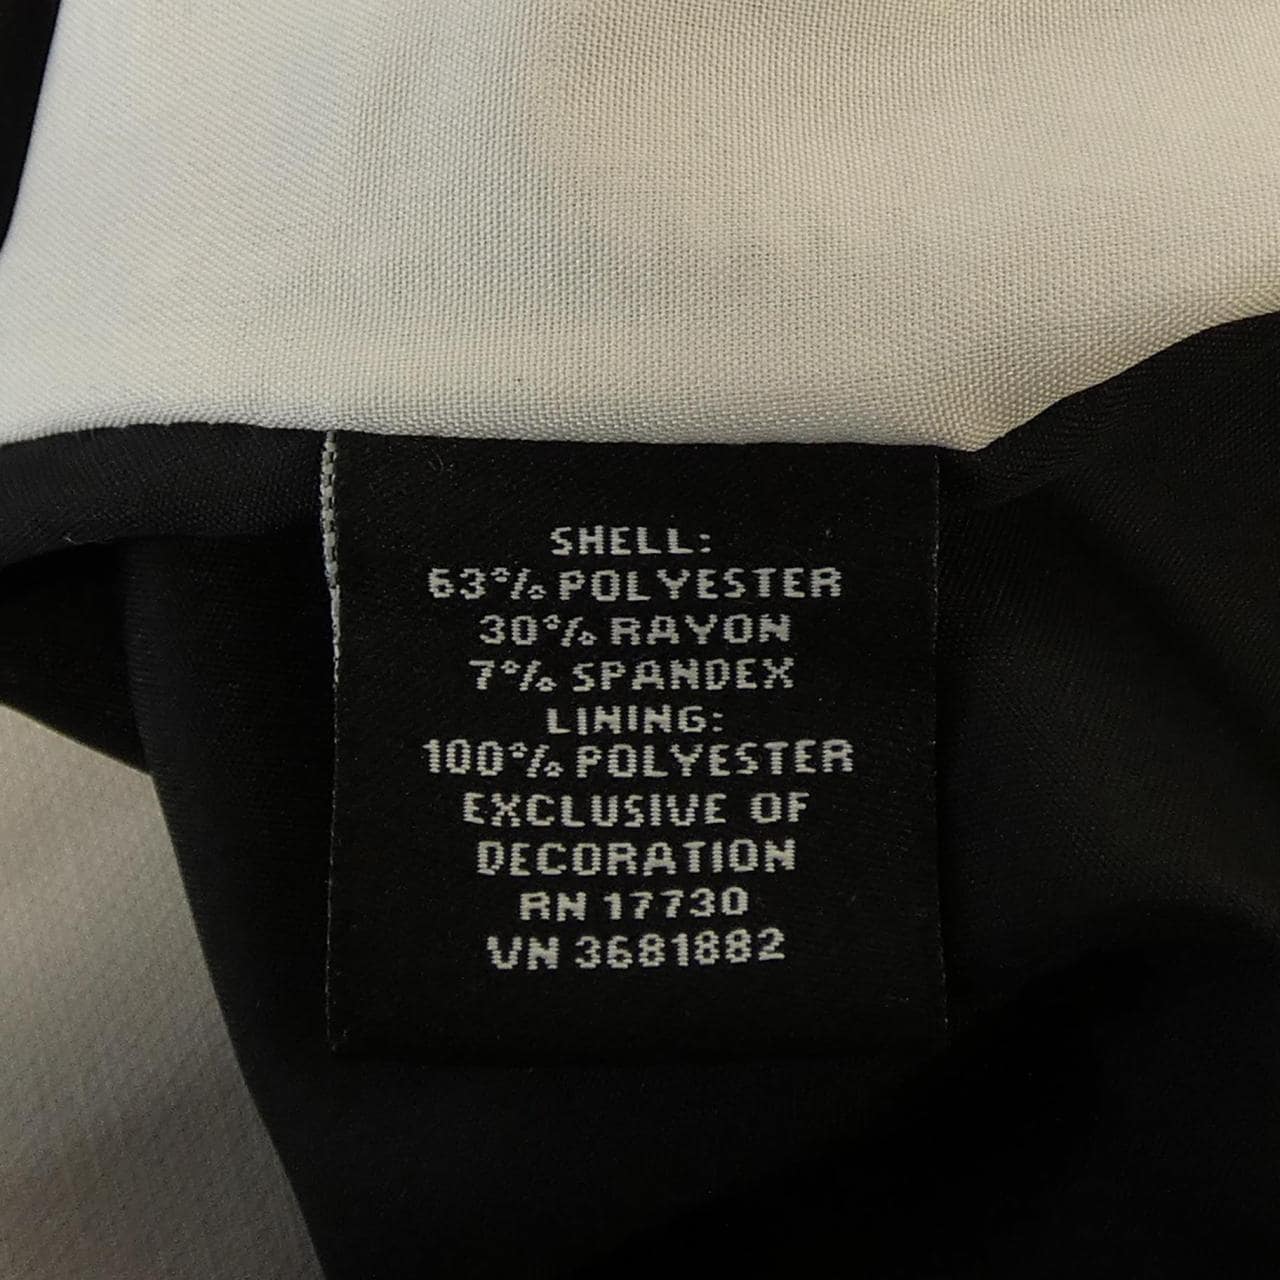 SHELL:
63% POLYESTER
30% RAYON
7% SPANDEX
LINING:
100% POLYESTER
EXCLUSIVE OF
DECORATION
RN 17730
VN 3681882